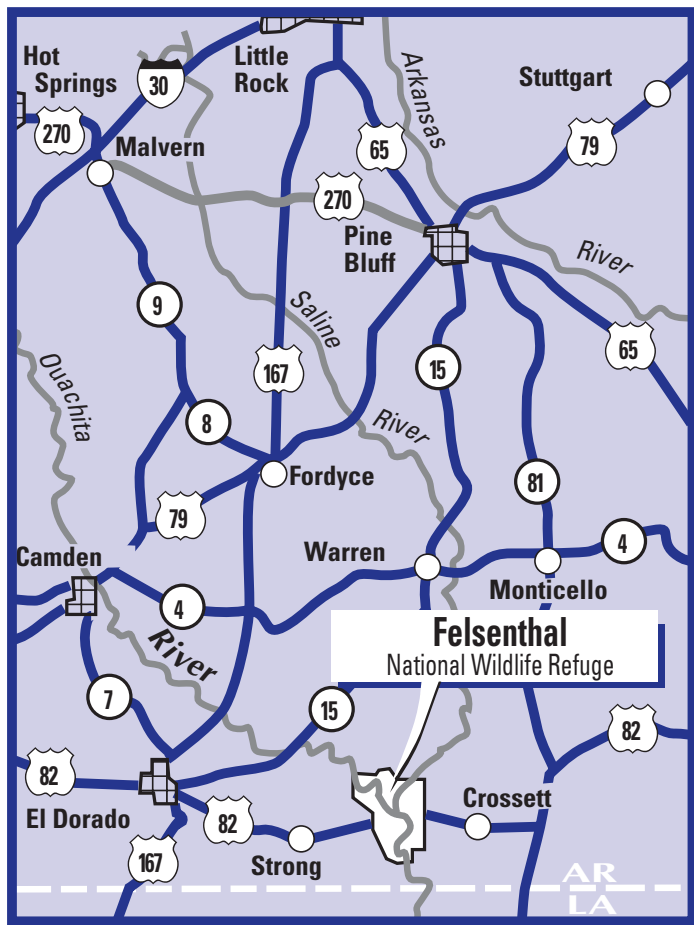 Hot
Springs
30
Little
Rock
Arkansas
Stuttgart
270
Malvern
65
79
270
Pine
Bluff
River
9
Saline
167
15
65
Ouachita
8
River
Fordyce
81
79
Camden
Warren
4
4
Monticello
River
Felsenthal
National Wildlife Refuge
7
15
82
82
El Dorado
82
Crossett
Strong
167
AR
LA